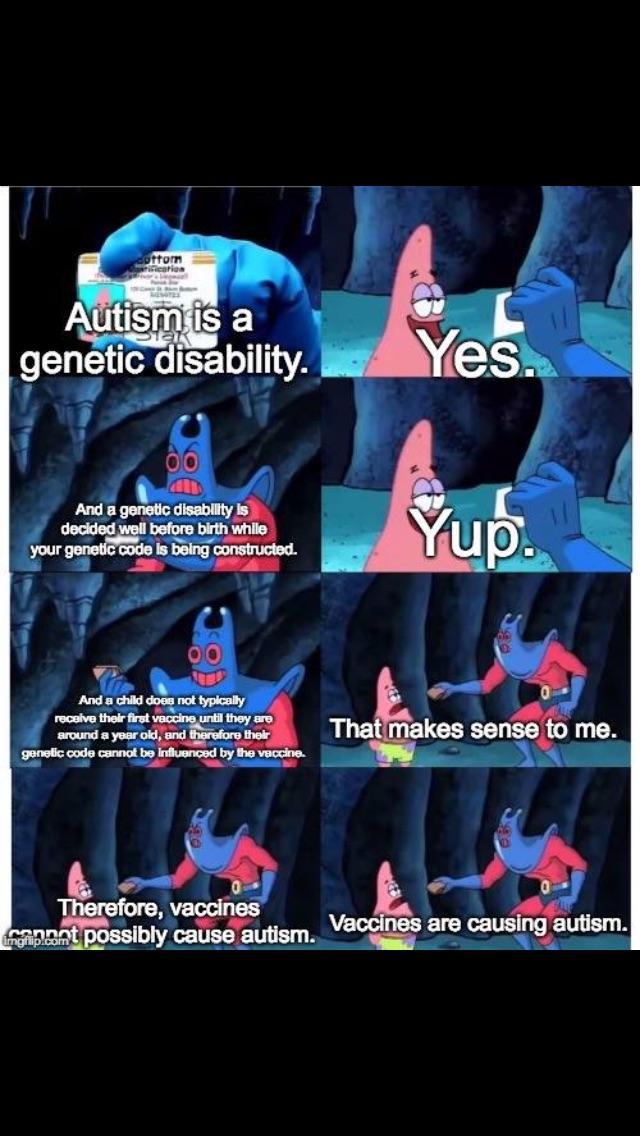 ottom
Autism is a
genetic disability.
Yes.
And a genetic disability is
decided well before birth while
your genetic code is being constructed.
Yup.
And a child does not typically
receive their first vaccine until they are
around a year old, and therefore their
genetic code cannot be influenced by the vaccine.
That makes sense to me.
Therefore, vaccines
cannot possibly cause autism.
Vaccines are causing autism.
imgflip.com